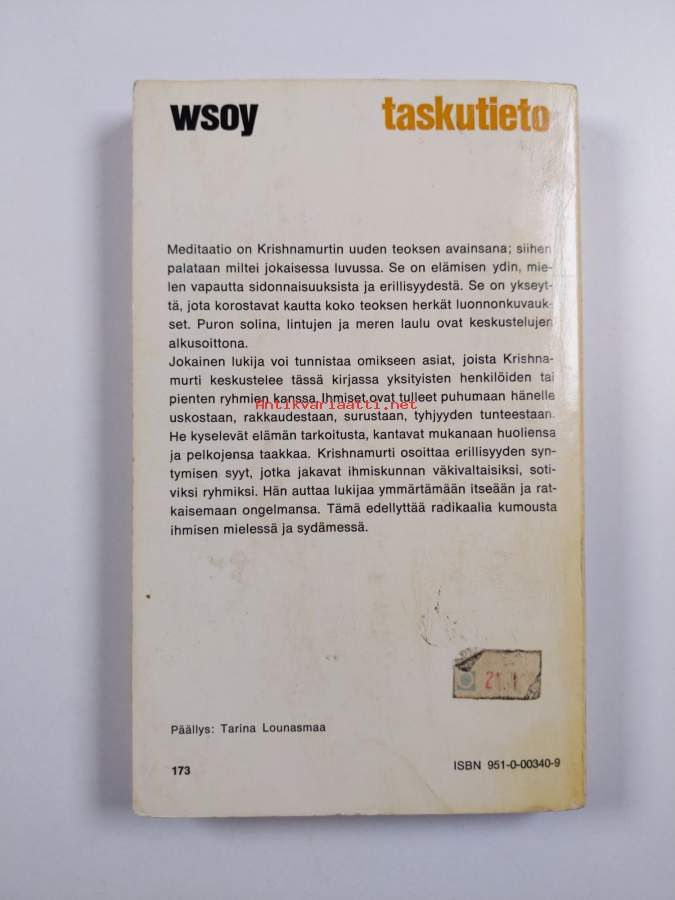 wsoy taskutieto
Meditaatio on Krishnamurtin uuden teoksen avainsana; siihen
palataan miltei jokaisessa luvussa. Se on elämisen ydin, mie-
len vapautta sidonnaisuuksista ja erillisyydestä. Se on ykseyt-
tä, jota korostavat kautta koko teoksen herkät luonnonkuvauk-
set. Puron solina, lintujen ja meren laulu ovat keskustelujen
alkusoittona.
Jokainen lukija voi tunnistaa omikseen asiat, joista Krishna-
murti keskustelee tässä kirjassa yksityisten henkilöiden tai
pienten ryhmien kanssa. Ihmiset ovat tulleet puhumaan hänelle
Antikvariaatti.net
uskostaan, rakkaudestaan, surustaan, tyhjyyden tunteestaan.
He kyselevät elämän tarkoitusta, kantavat mukanaan huoliensa
ja pelkojensa taakkaa. Krishnamurti osoittaa erillisyyden syn-
tymisen syyt, jotka jakavat ihmiskunnan väkivaltaisiksi, soti-
viksi ryhmiksi. Hän auttaa lukijaa ymmärtämään itseään ja rat-
kaisemaan ongelmansa. Tämä edellyttää radikaalia kumousta
ihmisen mielessä ja sydämessä.
Päällys: Tarina Lounasmaa
173 ISBN 951-0-00340-9